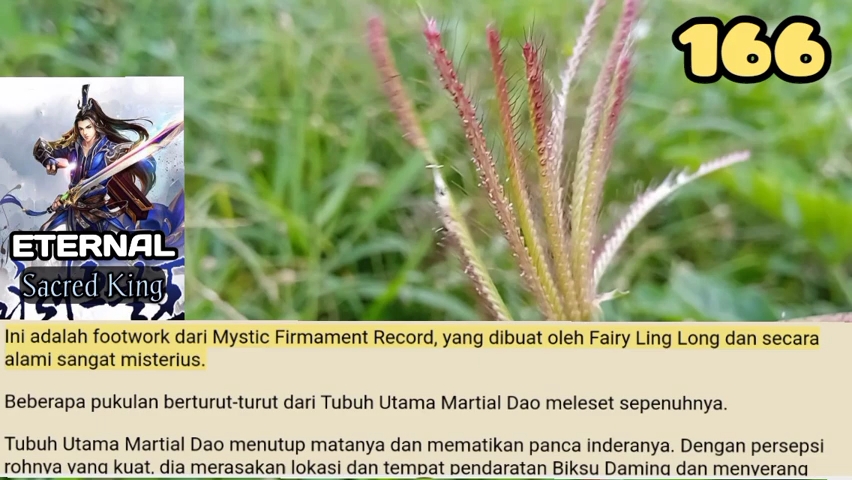 166
ETERNAL
Sacred King
Ini adalah footwork dari Mystic Firmament Record, yang dibuat oleh Fairy Ling Long dan secara
alami sangat misterius.
Beberapa pukulan berturut-turut dari Tubuh Utama Martial Dao meleset sepenuhnya.
Tubuh Utama Martial Dao menutup matanya dan mematikan panca inderanya. Dengan persepsi
rohnya yang kuat, dia merasakan lokasi dan tempat pendaratan Biksu Daming dan menyerang